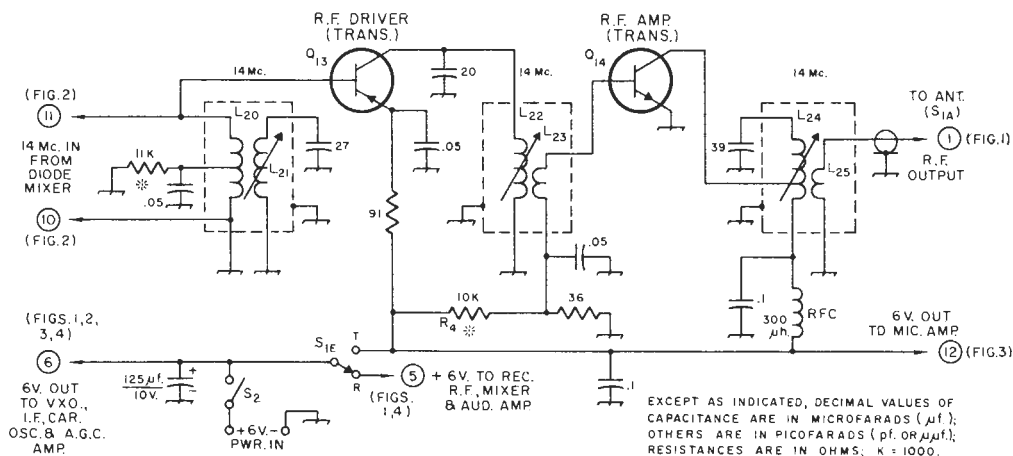 R.F. DRIVER
(TRANS.)
Q13
R.F. AMP.
(TRANS.)
Q14
14 Mc.
20
14 Mc.
14 Mc.
(FIG.2)
11
L20
L22
L23
L24
TO ANT.
(S1A)
1 (FIG.1)
14 Mc. IN
FROM
DIODE
MIXER
11K
※
.05
27
L21
.05
39
L25
R.F.
OUTPUT
10
(FIG.2)
91
.05
(FIGS. 1,2,
3,4)
10K
R4 ※
36
.1
300
µh.
RFC
6V. OUT
TO MIC. AMP.
6
S1E
T
R
5
+ 6V. TO REC.
R.F., MIXER
& AUD. AMP
(FIGS.
1,4)
12 (FIG.3)
6V. OUT
TO VXO.,
I.F., CAR.
OSC. & A.G.C.
AMP.
125µf.
10V.
+
-
S2
+6V.-
PWR. IN
.1
EXCEPT AS INDICATED, DECIMAL VALUES OF
CAPACITANCE ARE IN MICROFARADS (µf.);
OTHERS ARE IN PICOFARADS (pf. OR µµf.);
RESISTANCES ARE IN OHMS; K = 1000.